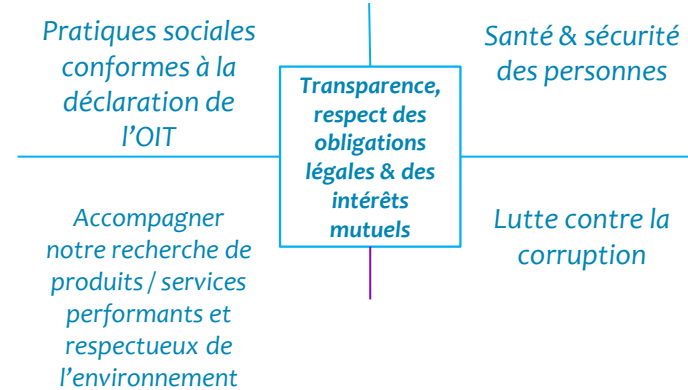 Pratiques sociales
conformes à la
déclaration de
l'OIT
Santé & sécurité
des personnes
Transparence,
respect des
obligations
légales & des
intérêts
mutuels
Accompagner
notre recherche de
produits / services
performants et
respectueux de
l'environnement
Lutte contre la
corruption